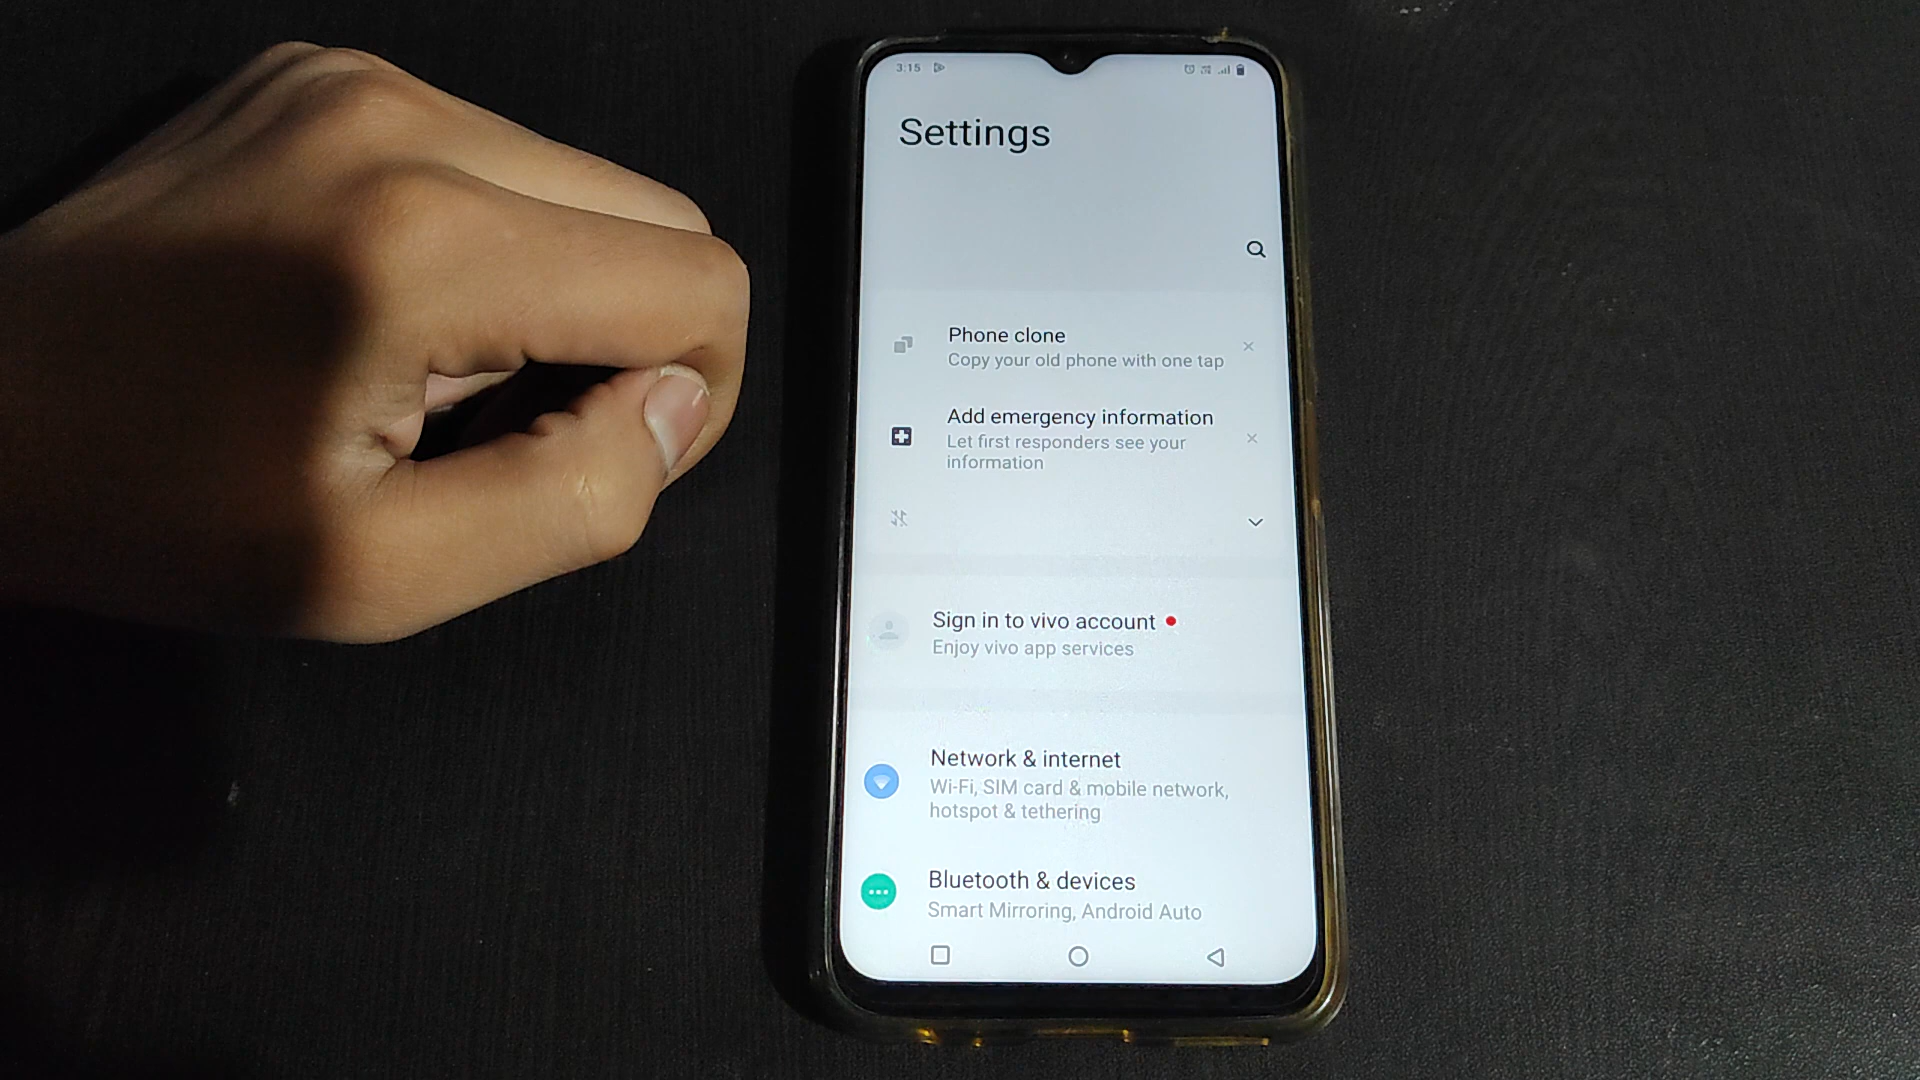 3:15
Settings
Phone clone
Copy your old phone with one tap
Add emergency information
Let first responders see your
information
Sign in to vivo account
Enjoy vivo app services
Network & internet
Wi-Fi, SIM card & mobile network,
hotspot & tethering
Bluetooth & devices
Smart Mirroring, Android Auto